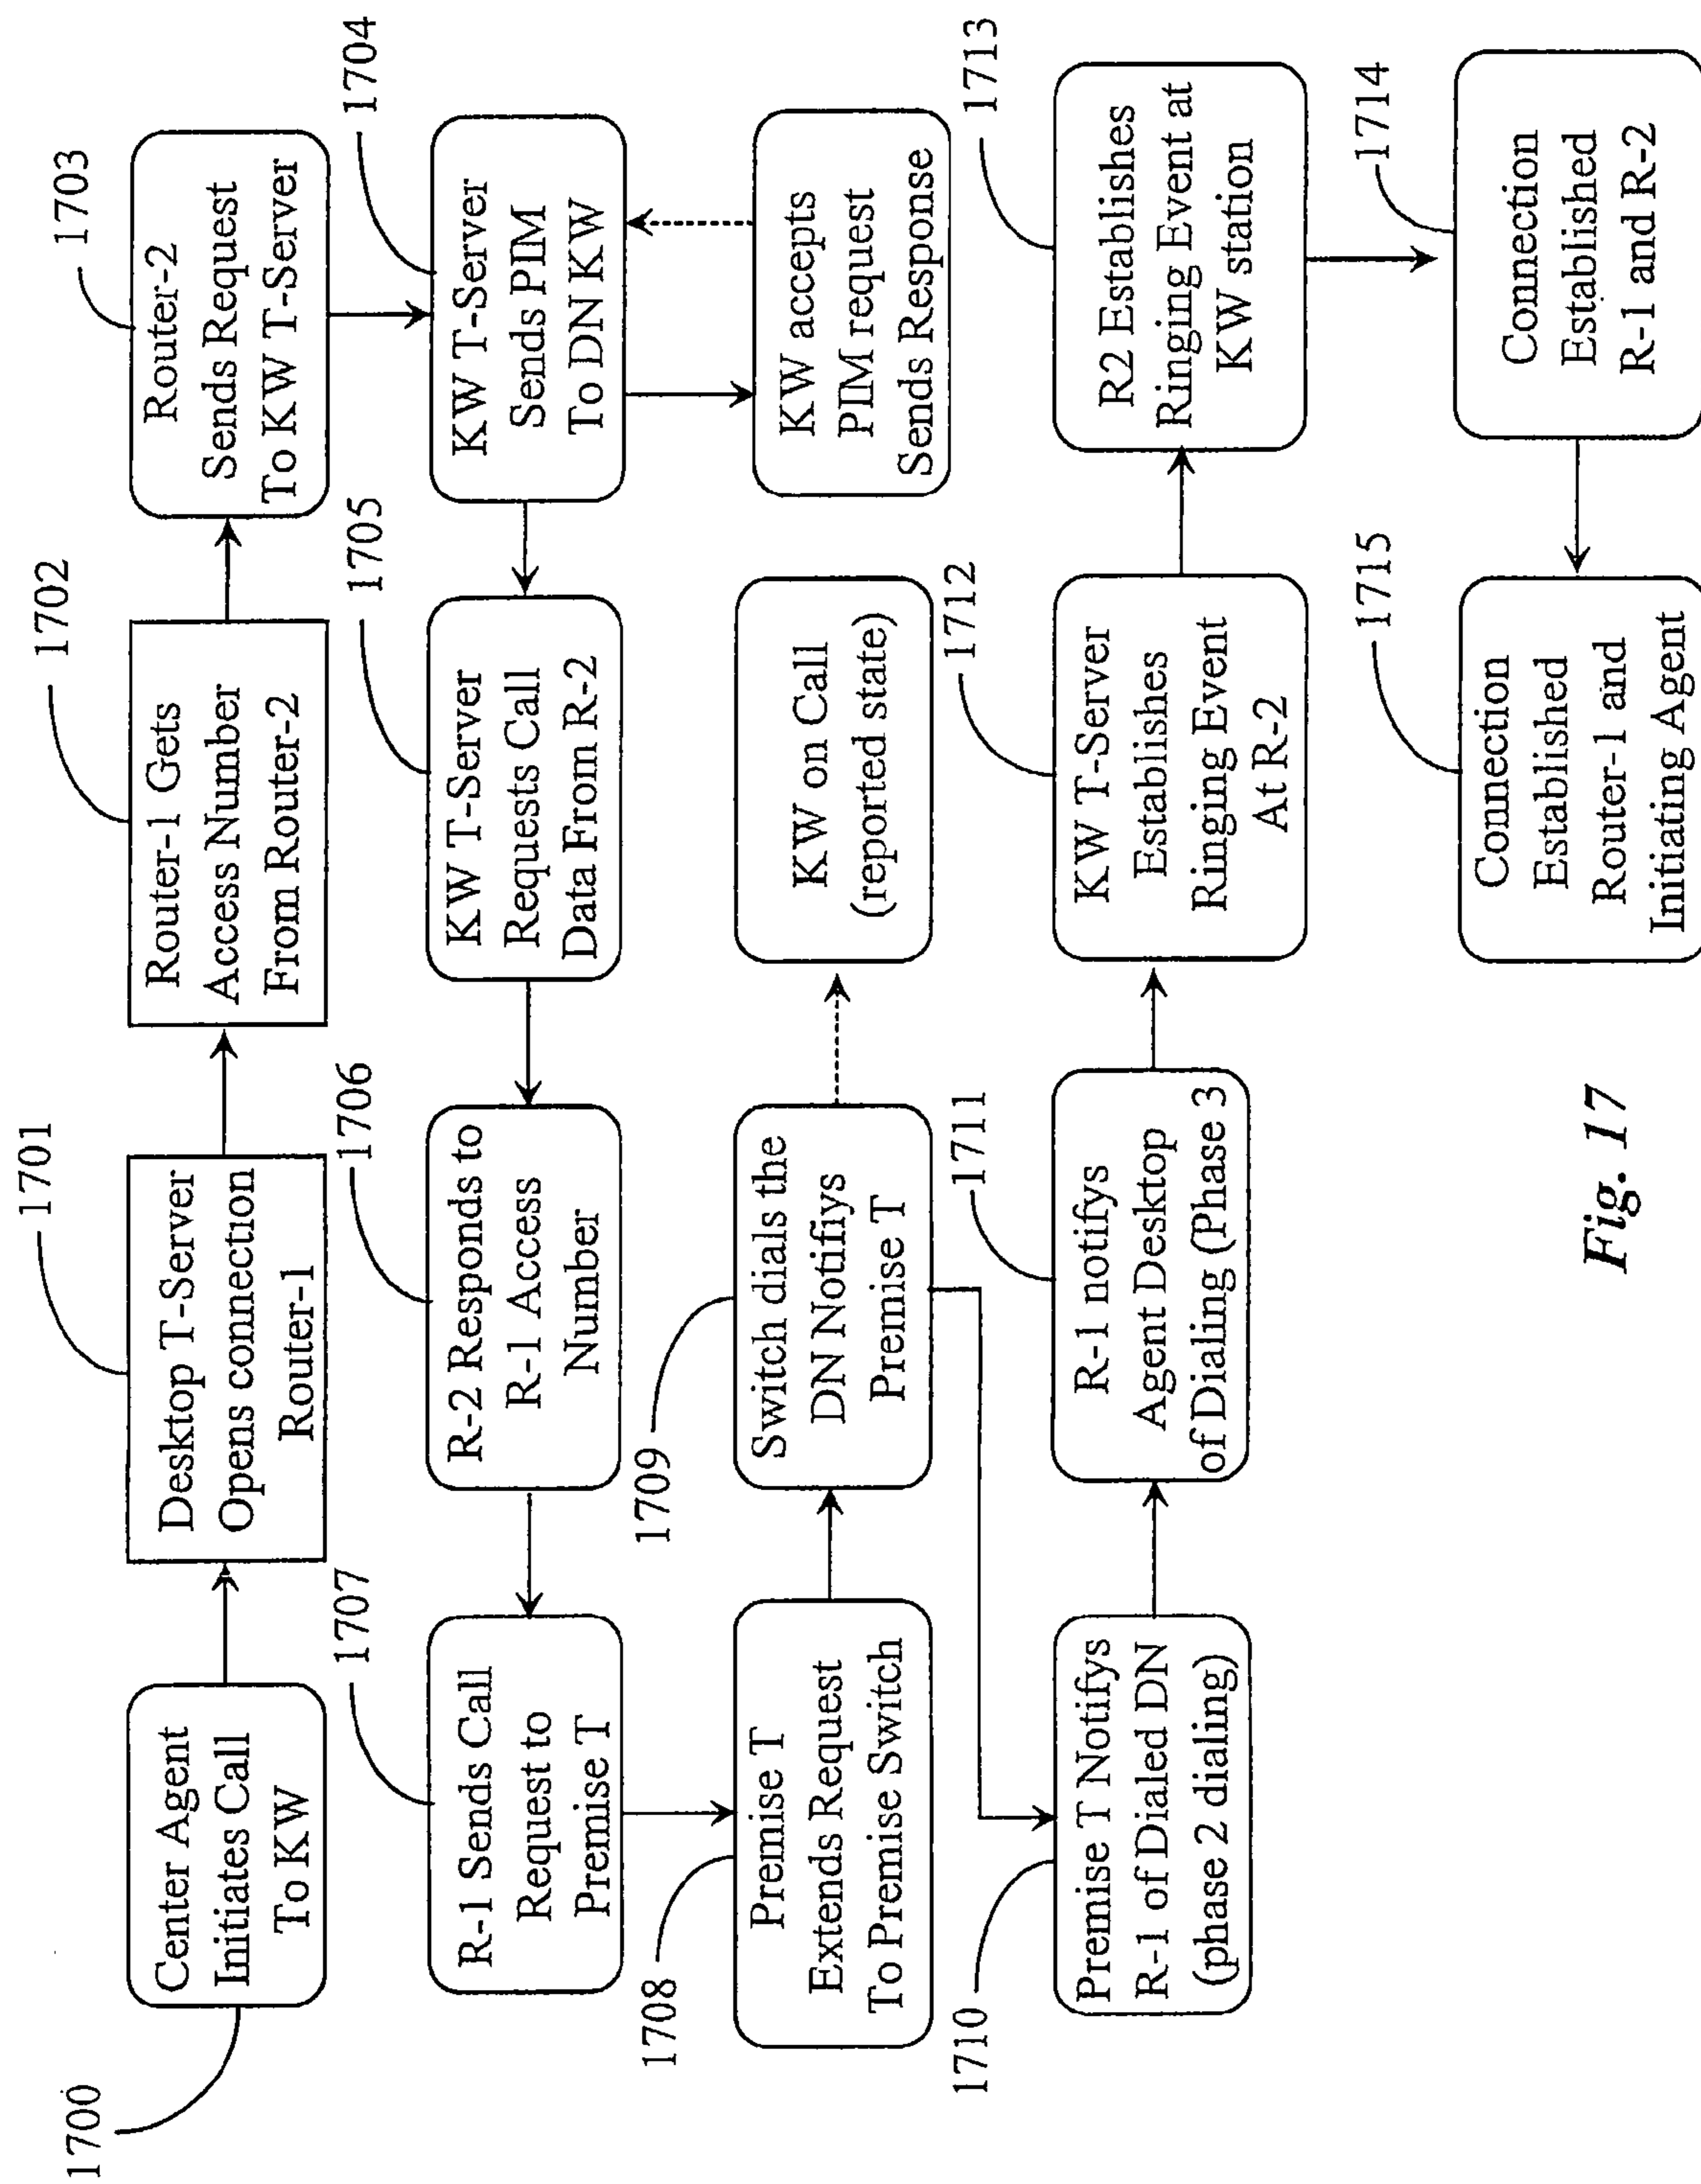 1700
Center Agent
Initiates Call
To KW
1701
Desktop T-Server
Opens connection
Router-1
1702
Router-1 Gets
Access Number
From Router-2
1703
Router-2
Sends Request
To KW T-Server
1704
KW T-Server
Sends PIM
To DN KW
KW accepts
PIM request
Sends Response
1705
KW T-Server
Requests Call
Data From R-2
1706
R-2 Responds to
R-1 Access
Number
1707
R-1 Sends Call
Request to
Premise T
1708
Premise T
Extends Request
To Premise Switch
1709
Switch dials the
DN Notifiys
Premise T
KW on Call
(reported state)
1710
Premise T Notifys
R-1 of Dialed DN
(phase 2 dialing)
1711
R-1 notifys
Agent Desktop
of Dialing (Phase 3
1712
KW T-Server
Establishes
Ringing Event
At R-2
1713
R2 Establishes
Ringing Event at
KW station
1714
Connection
Established
R-1 and R-2
1715
Connection
Established
Router-1 and
Initiating Agent
Fig. 17